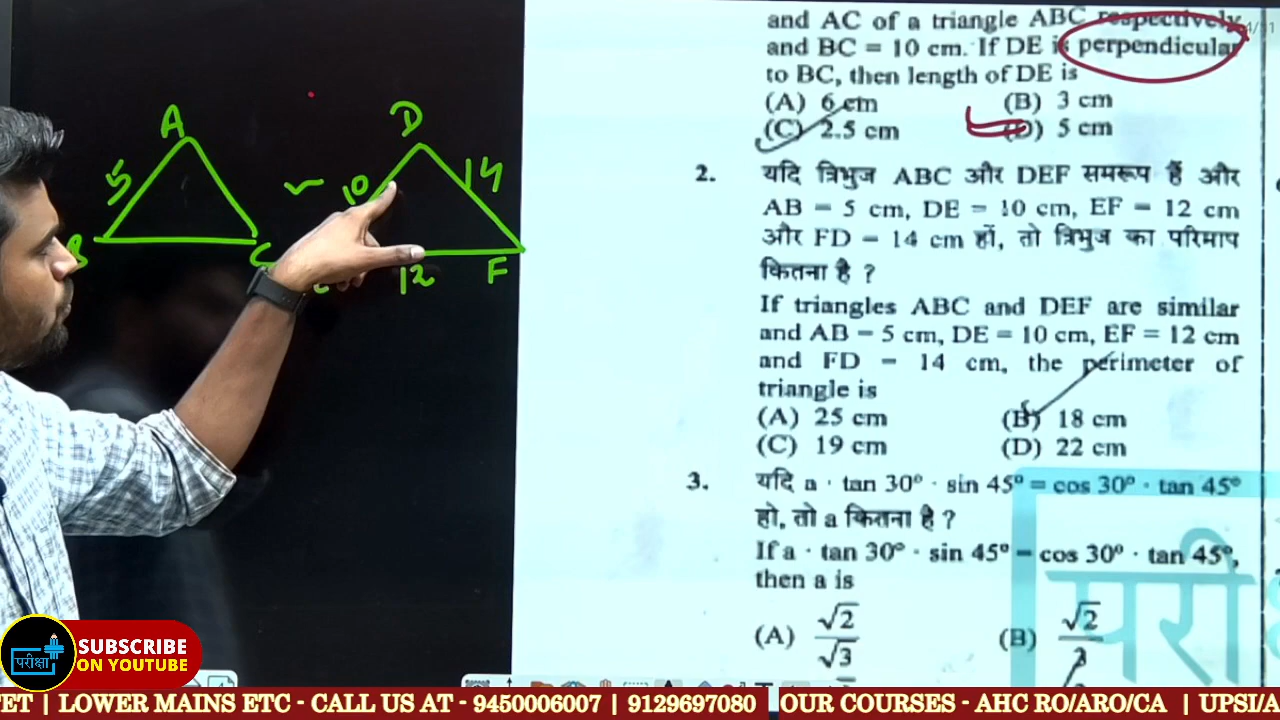 and AC of a triangle ABC respectively
and BC = 10 cm. If DE is perpendicular
to BC, then length of DE is
(A) 6 cm (B) 3 cm
(C) 2.5 cm (D) 5 cm
2. यदि त्रिभुज ABC और DEF समरूप हैं और
AB = 5 cm, DE = 10 cm, EF = 12 cm
और FD = 14 cm हों, तो त्रिभुज का परिमाप
कितना है ?
If triangles ABC and DEF are similar
and AB = 5 cm, DE = 10 cm, EF = 12 cm
and FD = 14 cm, the perimeter of
triangle is
(A) 25 cm (B) 18 cm
(C) 19 cm (D) 22 cm
3. यदि a · tan 30° · sin 45° = cos 30° · tan 45°
हो, तो a कितना है ?
If a · tan 30° · sin 45° = cos 30° · tan 45°,
then a is
(A) √2/√3 (B) √2/3
A D
5 10 14
B C 12 F
परीक्षा
SUBSCRIBE
ON YOUTUBE
ET | LOWER MAINS ETC - CALL US AT - 9450006007 | 9129697080 | OUR COURSES - AHC RO/ARO/CA | UPSI/A